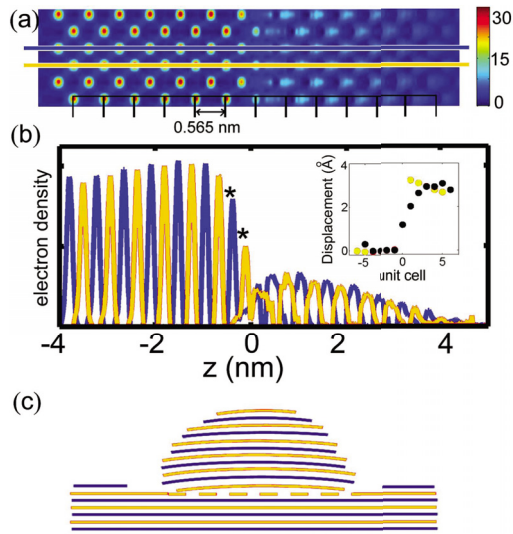 (a)
30
15
0
0.565 nm
(b)
electron density
*
*
Displacement (Å)
4
2
0
-5 0 5
unit cell
-4 -2 0 2 4
z (nm)
(c)